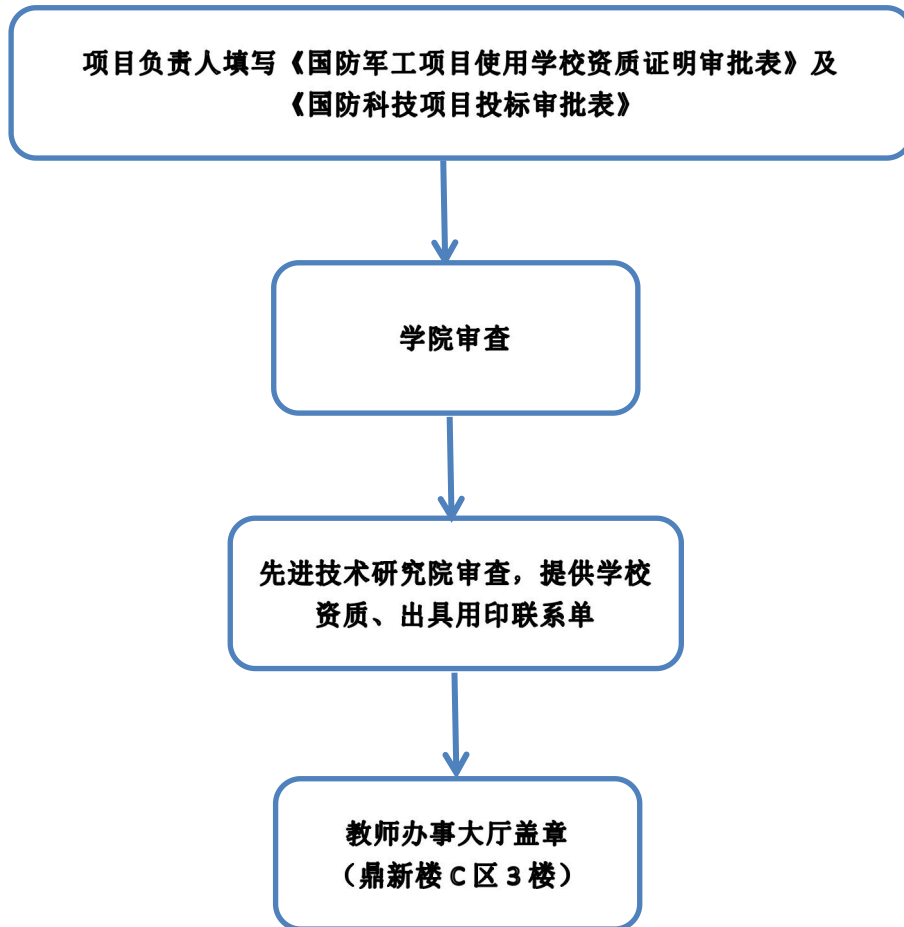 项目负责人填写《国防军工项目使用学校资质证明审批表》及
《国防科技项目投标审批表》
学院审查
先进技术研究院审查，提供学校
资质、出具用印联系单
教师办事大厅盖章
（鼎新楼 C 区 3 楼）